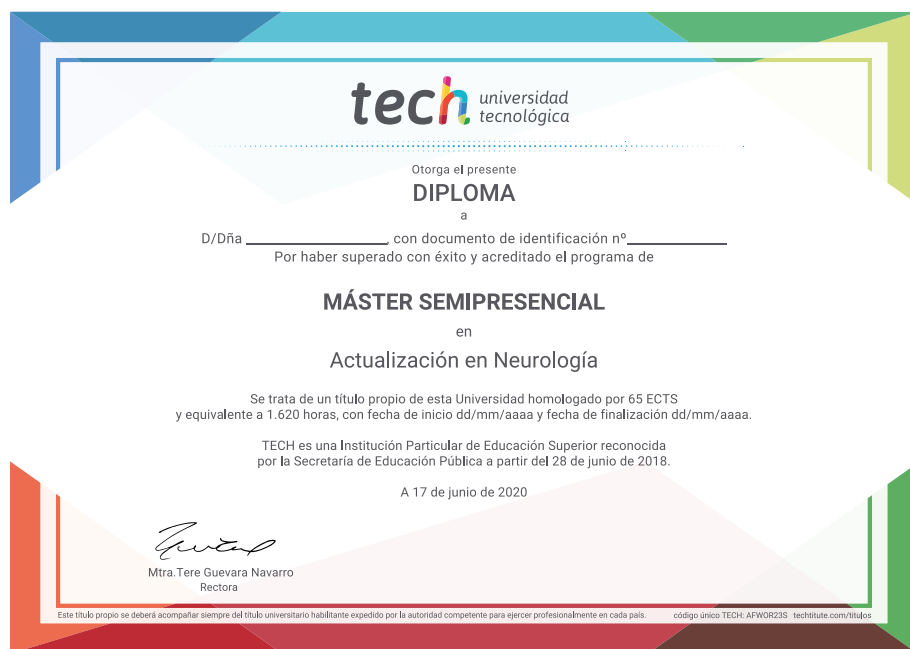 tech universidad
tecnológica
Otorga el presente
DIPLOMA
a
D/Dña ______________, con documento de identificación nº__________
Por haber superado con éxito y acreditado el programa de
MÁSTER SEMIPRESENCIAL
en
Actualización en Neurología
Se trata de un título propio de esta Universidad homologado por 65 ECTS
y equivalente a 1.620 horas, con fecha de inicio dd/mm/aaaa y fecha de finalización dd/mm/aaaa.
TECH es una Institución Particular de Educación Superior reconocida
por la Secretaría de Educación Pública a partir del 28 de junio de 2018.
A 17 de junio de 2020
Mtra.Tere Guevara Navarro
Rectora
Este título propio se deberá acompañar siempre del título universitario habilitante expedido por la autoridad competente para ejercer profesionalmente en cada país. código único TECH: AFWOR23S techtitute.com/titulos